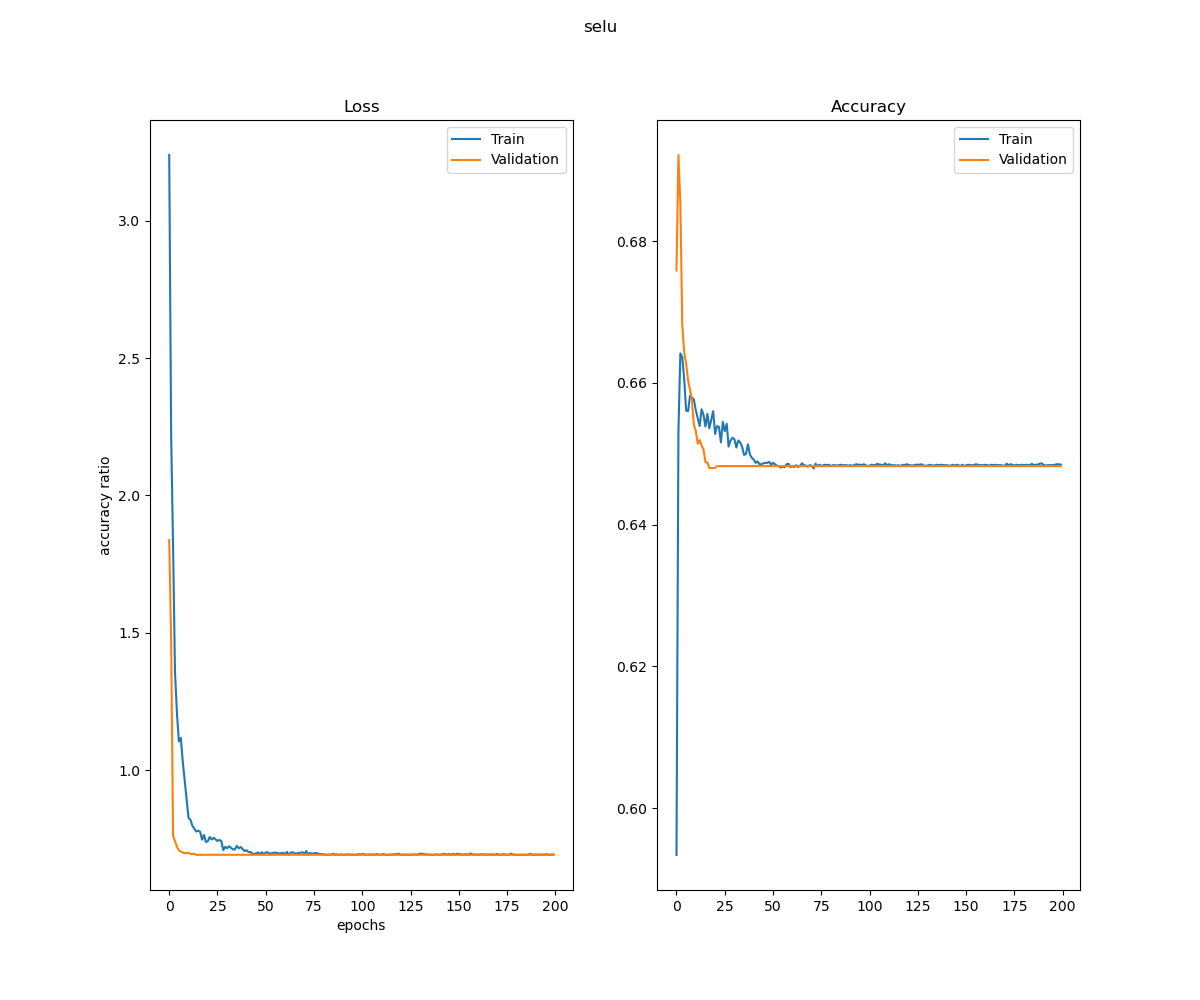 selu
Loss
Train
Validation
3.0
2.5
2.0
1.5
1.0
accuracy ratio
0 25 50 75 100 125 150 175 200
epochs
Accuracy
Train
Validation
0.68
0.66
0.64
0.62
0.60
0 25 50 75 100 125 150 175 200